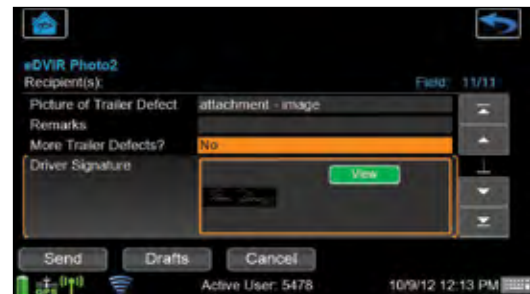 eDVIR Photo2
Recipient(s): Field: 11/11
Picture of Trailer Defect attachment - image
Remarks
More Trailer Defects? No
Driver Signature
View
Send Drafts Cancel
GPS Active User: 5478 10/9/12 12:13 PM